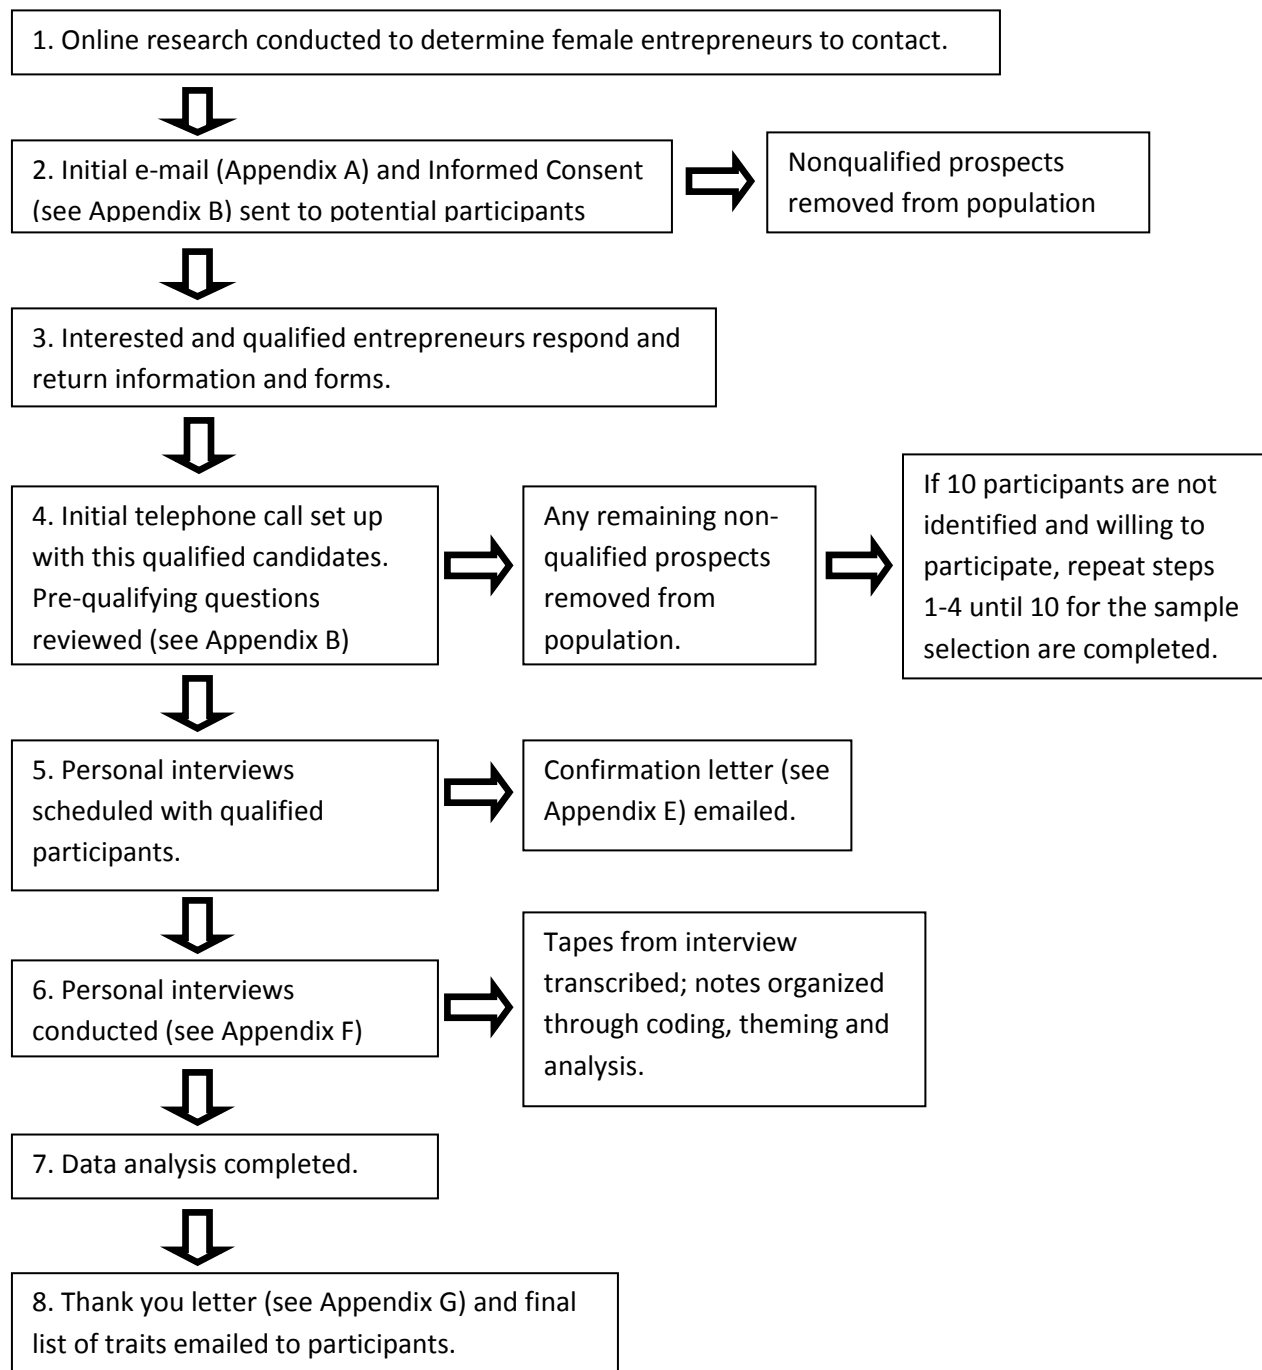 1. Online research conducted to determine female entrepreneurs to contact.
2. Initial e-mail (Appendix A) and Informed Consent
(see Appendix B) sent to potential participants
Nonqualified prospects
removed from population
3. Interested and qualified entrepreneurs respond and
return information and forms.
4. Initial telephone call set up
with this qualified candidates.
Pre-qualifying questions
reviewed (see Appendix B)
Any remaining non-
qualified prospects
removed from
population.
If 10 participants are not
identified and willing to
participate, repeat steps
1-4 until 10 for the sample
selection are completed.
5. Personal interviews
scheduled with qualified
participants.
Confirmation letter (see
Appendix E) emailed.
6. Personal interviews
conducted (see Appendix F)
Tapes from interview
transcribed; notes organized
through coding, theming and
analysis.
7. Data analysis completed.
8. Thank you letter (see Appendix G) and final
list of traits emailed to participants.